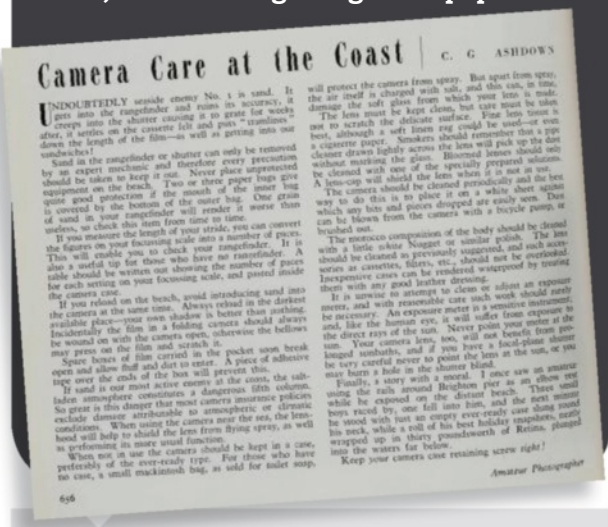 Camera Care at the Coast
C. G ASHDOWN
UNDOUBTEDLY seaside enemy No. 1 is sand. It
gets into the rangefinder and ruins its accuracy, it
creeps into the shutter causing it to grate for weeks
after, it settles on the cassette felt and puts "tramlines"
down the length of the film—as well as getting into our
sandwiches!
Sand in the rangefinder or shutter can only be removed
by an expert mechanic and therefore every precaution
should be taken to keep it out. Never place unprotected
equipment on the beach. Two or three paper bags give
quite good protection if the mouth of the inner bag
is covered by the bottom of the outer bag. One grain
of sand in your rangefinder will render it worse than
useless, so check this item from time to time.
If you measure the length of your stride, you can convert
the figures on your focussing scale into a number of paces.
This will enable you to check your rangefinder. It is
also a useful tip for those who have no rangefinder. A
table should be written out showing the number of paces
for each setting on your focussing scale, and pasted inside
the camera case.
If you reload on the beach, avoid introducing sand into
the camera at the same time. Always reload in the darkest
available place—your own shadow is better than nothing.
Incidentally the film in a folding camera should always
be wound on with the camera open, otherwise the bellows
may press on the film and scratch it.
Spare boxes of film carried in the pocket soon break
open and allow fluff and dirt to enter. A piece of adhesive
tape over the ends of the box will prevent this.
If sand is our most active enemy at the coast, the salt-
laden atmosphere constitutes a dangerous fifth column.
So great is this danger that most camera insurance policies
exclude damage attributable to atmospheric or climatic
conditions. When using the camera near the sea, the lens-
hood will help to shield the lens from flying spray, as well
as performing its more usual function.
When not in use the camera should be kept in a case,
preferably of the ever-ready type. For those who have
no case, a small mackintosh bag, as sold for toilet soap,
656
will protect the camera from spray. But apart from spray,
the air itself is charged with salt, and this can, in time,
damage the soft glass from which your lens is made.
The lens must be kept clean, but care must be taken
not to scratch the delicate surface. Fine lens tissue is
best, although a soft linen rag could be used—or even
a cigarette paper. Smokers should remember that a pipe
cleaner drawn lightly across the lens will pick up the dust
without marking the glass. Bloomed lenses should only
be cleaned with one of the specially prepared solutions.
A lens-cap will shield the lens when it is not in use.
The camera should be cleaned periodically and the best
way to do this is to place it on a white sheet against
which any bits and pieces dropped are easily seen. Dust
can be blown from the camera with a bicycle pump, or
brushed out.
The morocco composition of the body should be cleaned
with a little white Nugget or similar polish. The lens
should be cleaned as previously suggested, and such acces-
sories as cassettes, filters, etc., should not be overlooked.
Inexpensive cases can be rendered waterproof by treating
them with any good leather dressing.
It is unwise to attempt to clean or adjust an exposure
meter, and with reasonable care such work should rarely
be necessary. An exposure meter is a sensitive instrument,
and, like the human eye, it will suffer from exposure to
the direct rays of the sun. Never point your meter at the
sun. Your camera lens, too, will not benefit from pro-
longed sunbaths, and if you have a focal-plane shutter
be very careful never to point the lens at the sun, or you
may burn a hole in the shutter blind.
Finally, a story with a moral. I once saw an amateur
using the rails around Brighton pier as an elbow rest
while he exposed on the distant beach. Three small
boys raced by, one fell into him, and the next minute
he stood with just an empty ever-ready case slung round
his neck, while a roll of his best holiday snapshots, neatly
wrapped up in thirty poundsworth of Retina, plunged
into the waters far below.
Keep your camera case retaining screw tight!
Amateur Photographer